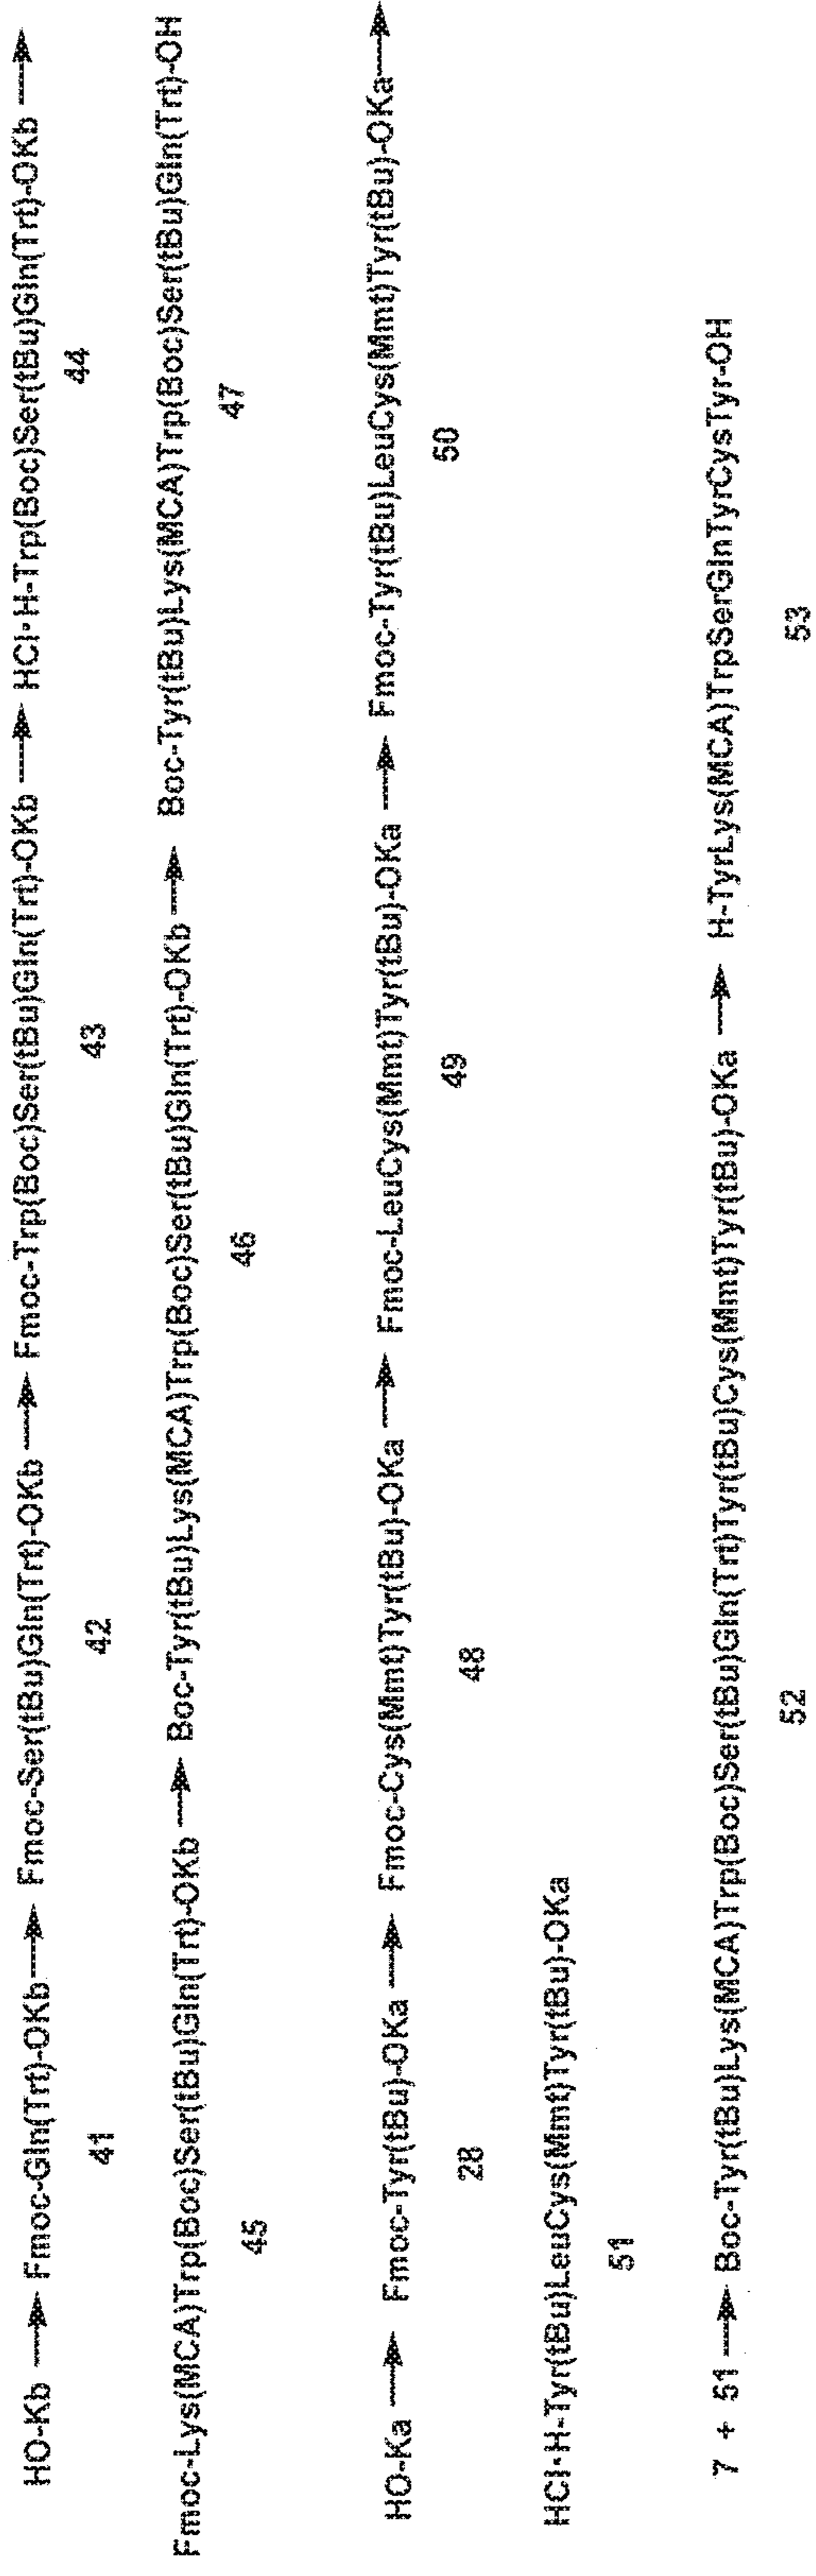 HO-Kb → Fmoc-Gln(Trt)-OKb → Fmoc-Ser(tBu)Gln(Trt)-OKb → Fmoc-Trp(Boc)Ser(tBu)Gln(Trt)-OKb → HCl·H-Trp(Boc)Ser(tBu)Gln(Trt)-OKb →
41 42 43 44
Fmoc-Lys(MCA)Trp(Boc)Ser(tBu)Gln(Trt)-OKb → Boc-Tyr(tBu)Lys(MCA)Trp(Boc)Ser(tBu)Gln(Trt)-OKb → Boc-Tyr(tBu)Lys(MCA)Trp(Boc)Ser(tBu)Gln(Trt)-OH
45 46 47
HO-Ka → Fmoc-Tyr(tBu)-OKa → Fmoc-Cys(Mmt)Tyr(tBu)-OKa → Fmoc-LeuCys(Mmt)Tyr(tBu)-OKa → Fmoc-Tyr(tBu)LeuCys(Mmt)Tyr(tBu)-OKa →
28 48 49 50
HCl·H-Tyr(tBu)LeuCys(Mmt)Tyr(tBu)-OKa
51
7 + 51 → Boc-Tyr(tBu)Lys(MCA)Trp(Boc)Ser(tBu)Gln(Trt)Tyr(tBu)Cys(Mmt)Tyr(tBu)-OKa → H-TyrLys(MCA)TrpSerGlnTyrCysTyr-OH
52 53